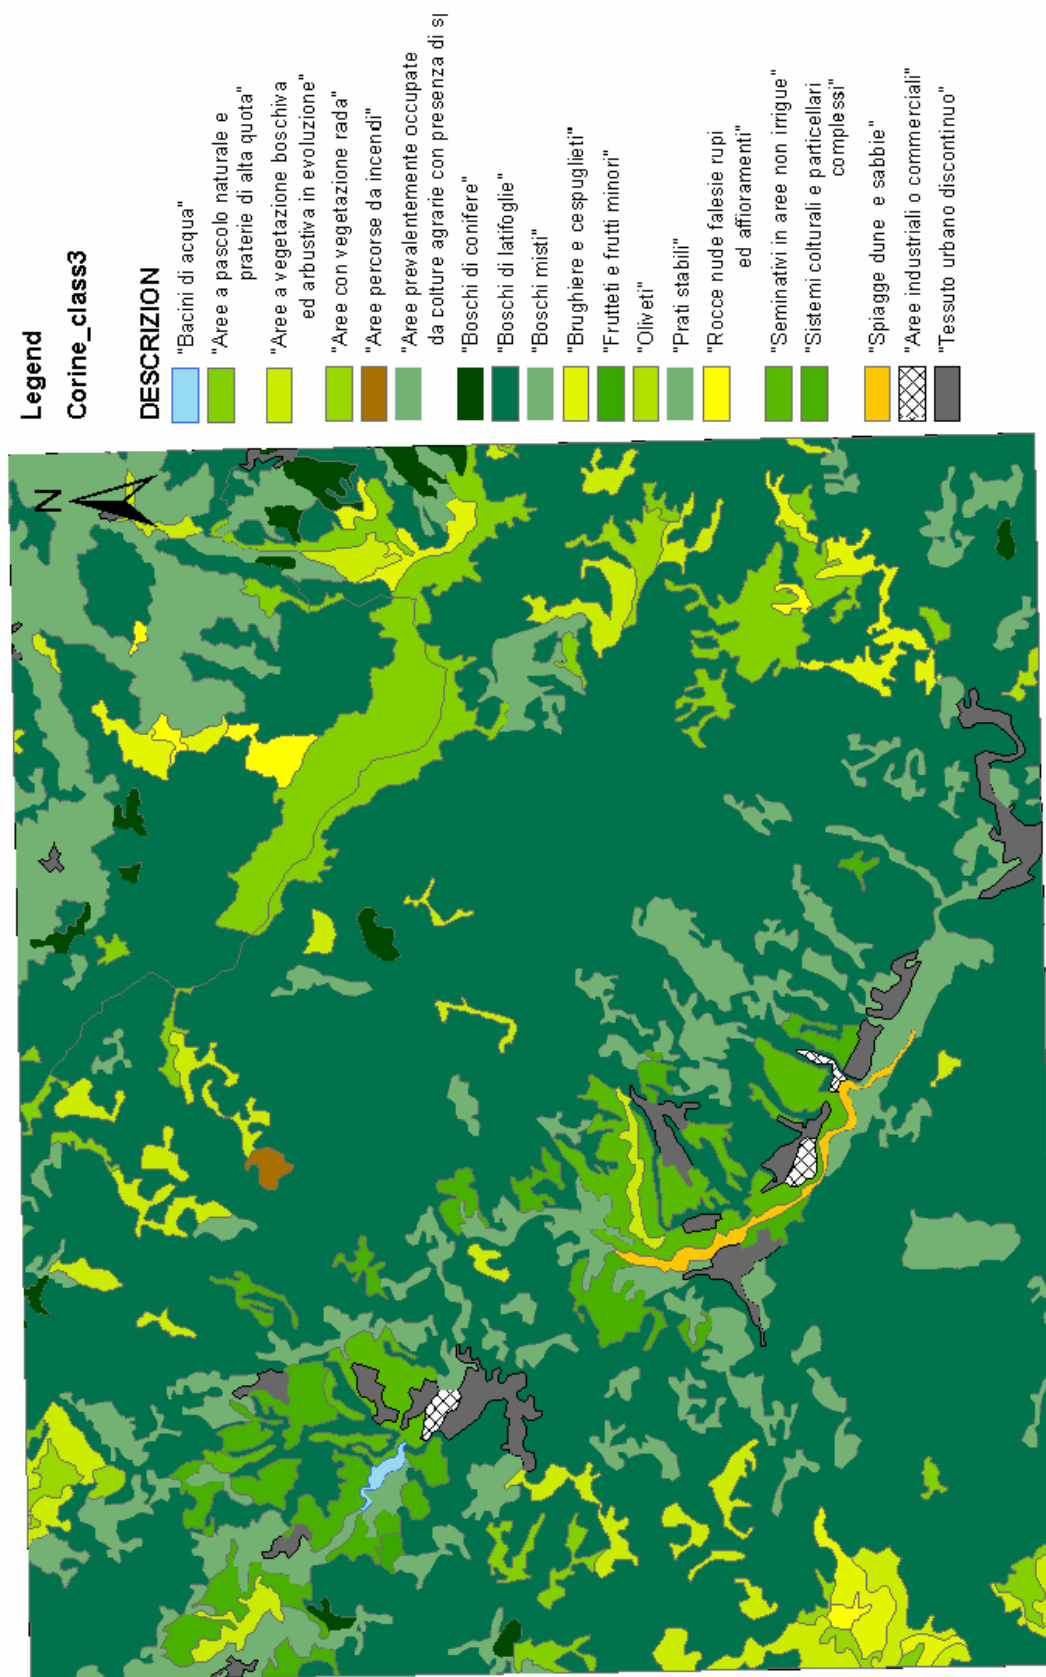 Legend
Corine_class3
DESCRIZION
"Bacini di acqua"
"Aree a pascolo naturale e
praterie di alta quota"
"Aree a vegetazione boschiva
ed arbustiva in evoluzione"
"Aree con vegetazione rada"
"Aree percorse da incendi"
"Aree prevalentemente occupate
da colture agrarie con presenza di
"Boschi di conifere"
"Boschi di latifoglie"
"Boschi misti"
"Brughiere e cespuglieti"
"Frutteti e frutti minori"
"Oliveti"
"Prati stabili"
"Rocce nude falesie rupi
ed affioramenti"
"Seminativi in aree non irrigue"
"Sistemi colturali e particellari
complessi"
"Spiagge dune e sabbie"
"Aree industriali o commerciali"
"Tessuto urbano discontinuo"
N